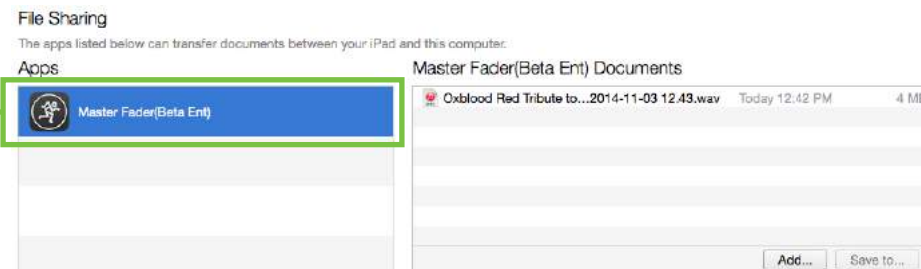 File Sharing
The apps listed below can transfer documents between your iPad and this computer.
Apps
Master Fader(Beta Ent) Documents
Master Fader(Beta Ent)
Oxblood Red Tribute to...2014-11-03 12.43.wav Today 12:42 PM 4 M
Add... Save to...